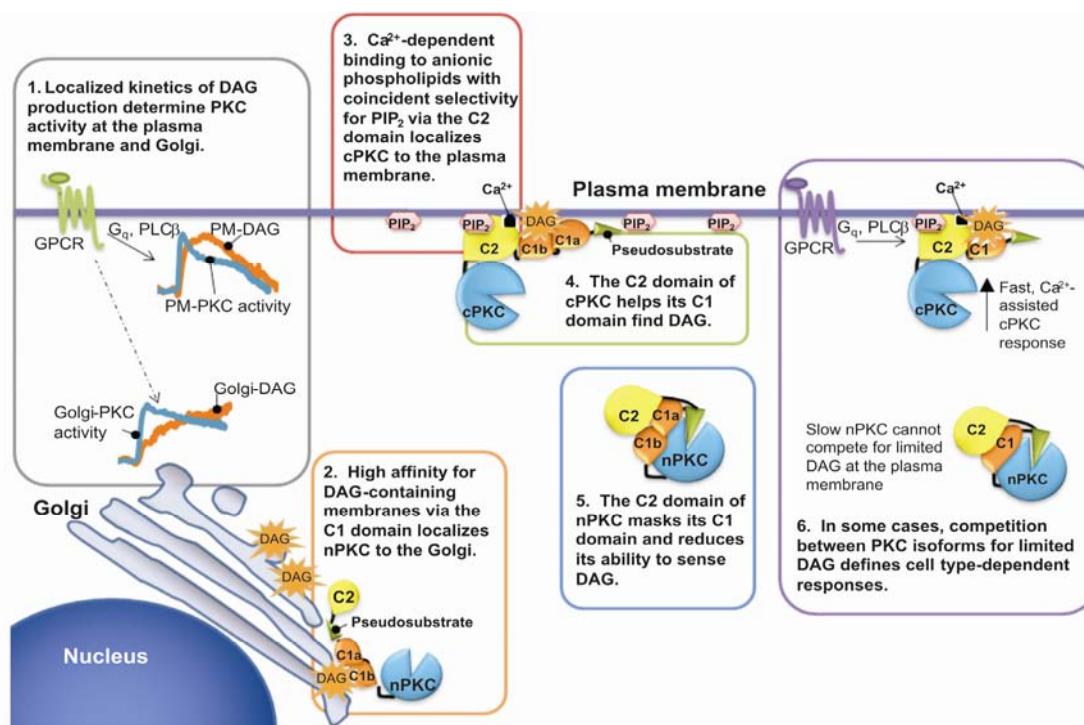 1. Localized kinetics of DAG
production determine PKC
activity at the plasma
membrane and Golgi.
GPCR
Gq, PLCβ
PM-DAG
PM-PKC activity
Golgi-DAG
Golgi-PKC
activity
3. Ca²⁺-dependent
binding to anionic
phospholipids with
coincident selectivity
for PIP₂ via the C2
domain localizes
cPKC to the plasma
membrane.
Ca²⁺
Plasma membrane
PIP₂
PIP₂
DAG
C2
C1b
C1a
PIP₂
PIP₂
Pseudosubstrate
cPKC
4. The C2 domain of
cPKC helps its C1
domain find DAG.
GPCR
Gq, PLCβ
Ca²⁺
PIP₂
DAG
C2
C1
cPKC
Fast, Ca²⁺-
assisted
cPKC
response
Slow nPKC cannot
compete for limited
DAG at the plasma
membrane
C2
C1
nPKC
6. In some cases, competition
between PKC isoforms for limited
DAG defines cell type-dependent
responses.
C2
C1a
C1b
nPKC
5. The C2 domain of
nPKC masks its C1
domain and reduces
its ability to sense
DAG.
Golgi
2. High affinity for
DAG-containing
membranes via the
C1 domain localizes
nPKC to the Golgi.
DAG
DAG
C2
Pseudosubstrate
C1a
C1b
DAG
nPKC
Nucleus